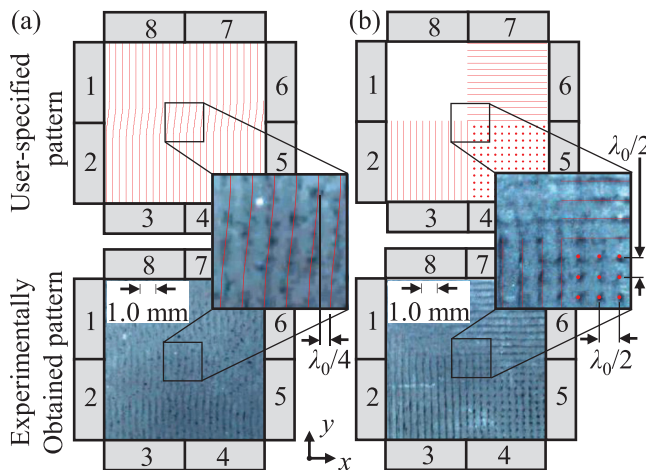 (a)
(b)
User-specified
pattern
8 7
1 6
2 5
3 4
8 7
1 6
2 5
3 4
λ₀/2
λ₀/2
λ₀/4
Experimentally
Obtained pattern
8 7
1.0 mm
1 6
2 5
3 4
8 7
1.0 mm
1 6
2 5
3 4
y
x